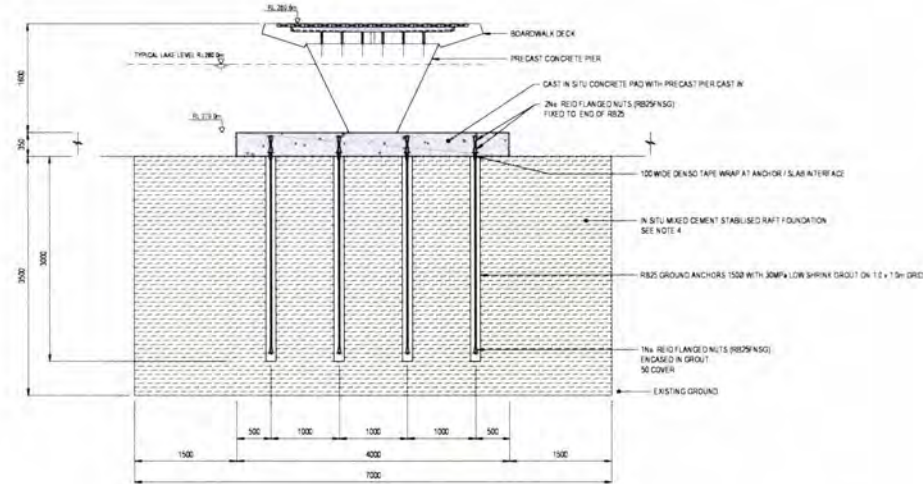 BOARDWALK DECK
TYPICAL LAKE LEVEL RL280.0m
PRECAST CONCRETE PIER
CAST IN SITU CONCRETE PAD WITH PRECAST PIER CAST IN
2No. REID FLANGED NUTS (RB25FNSG)
FIXED TO END OF RB25
100 WIDE DENSO TAPE WRAP AT ANCHOR / SLAB INTERFACE
IN SITU MIXED CEMENT STABILISED RAFT FOUNDATION
SEE NOTE 4
RB25 GROUND ANCHORS 150Ø WITH 30MPa LOW SHRINK GROUT ON 1.0 x 1.0m GRID
1No. REID FLANGED NUTS (RB25FNSG)
ENCASED IN GROUT
50 COVER
EXISTING GROUND
1600
350
3000
3500
500 1000 1000 1000 500
1500 4000 1500
7000